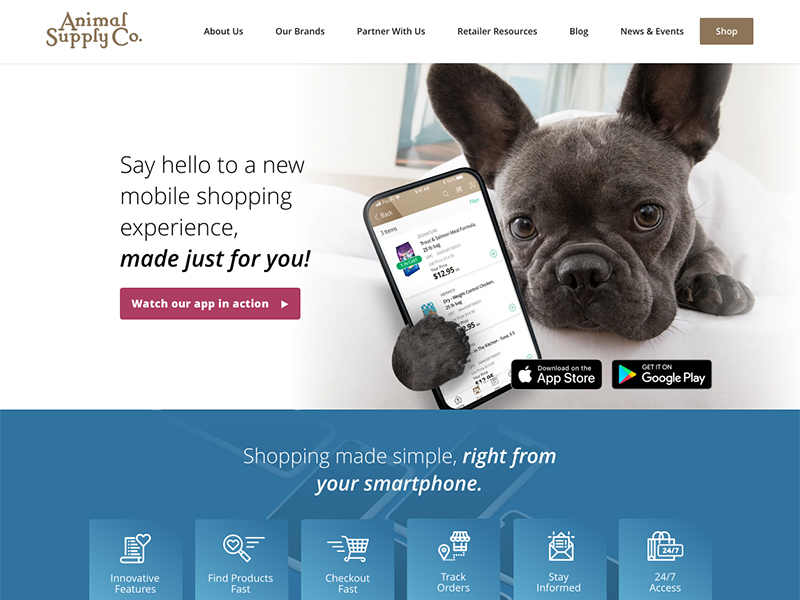 Animal
Supply Co.
About Us
Our Brands
Partner With Us
Retailer Resources
Blog
News & Events
Shop
Say hello to a new
mobile shopping
experience,
made just for you!
Watch our app in action
Back
Filter
3 Items
SIGNATURE
Trout & Salmon Meal Formula,
25 lb bag
Your Price
$12.95
MERRICK
Dry - Weight Control Chicken,
25 lb bag
Download on the
App Store
GET IT ON
Google Play
Shopping made simple, right from
your smartphone.
Innovative
Features
Find Products
Fast
Checkout
Fast
Track
Orders
Stay
Informed
24/7
24/7
Access